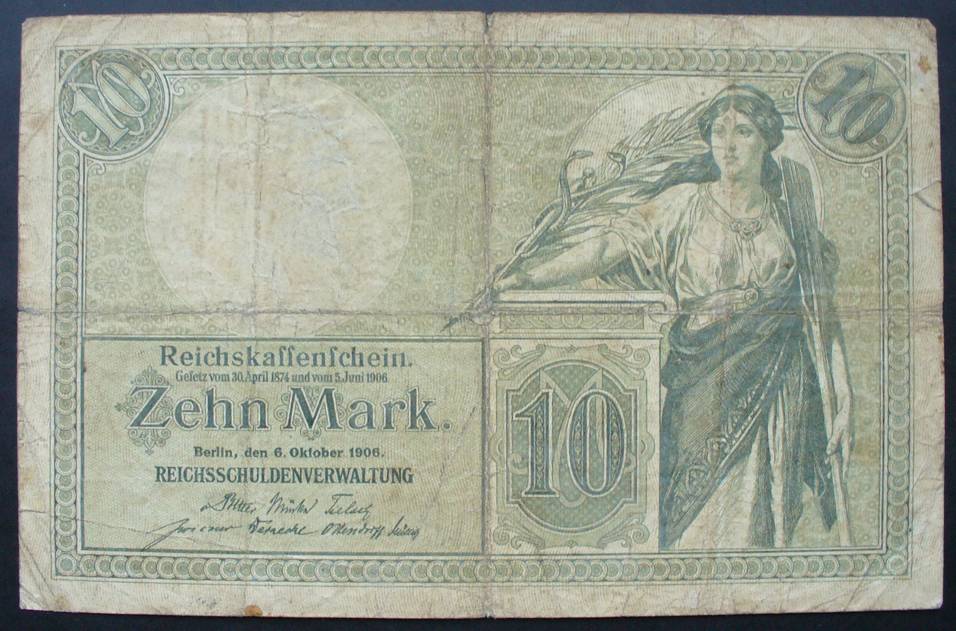 10
10
Reichskaſſenſchein.
Geſetz vom 30. April 1874 und vom 5. Juni 1906.
Zehn Mark.
Berlin, den 6. Oktober 1906.
REICHSSCHULDENVERWALTUNG
10